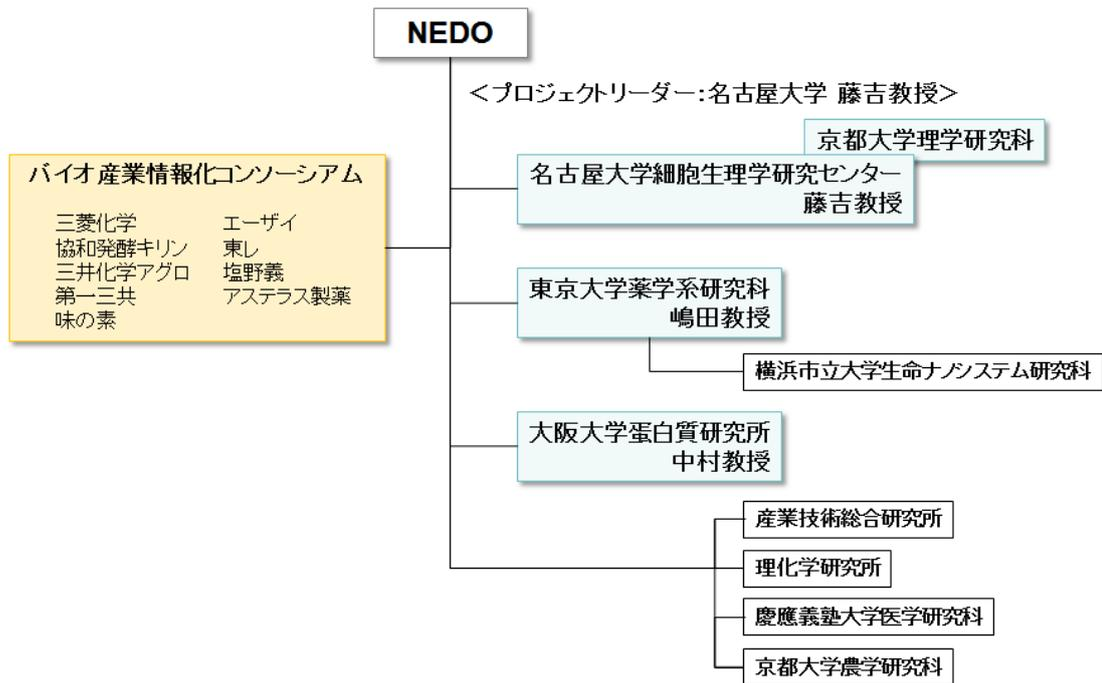 NEDO
＜プロジェクトリーダー：名古屋大学 藤吉教授＞
京都大学理学研究科
名古屋大学細胞生理学研究センター
藤吉教授
バイオ産業情報化コンソーシアム
三菱化学 エーザイ
協和発酵キリン 東レ
三井化学アグロ 塩野義
第一三共 アステラス製薬
味の素
東京大学薬学系研究科
嶋田教授
横浜市立大学生命ナノシステム研究科
大阪大学蛋白質研究所
中村教授
産業技術総合研究所
理化学研究所
慶應義塾大学医学研究科
京都大学農学研究科